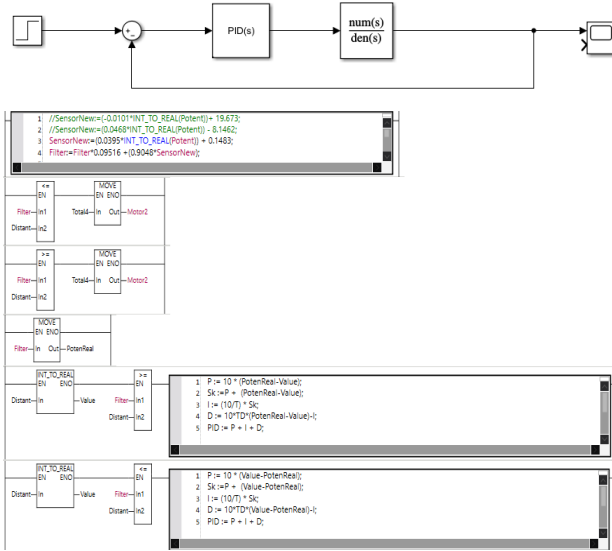 PID(s)
num(s)
den(s)
1 //SensorNew:=(-0.0101*INT_TO_REAL(Potent))+ 19.673;
2 //SensorNew:=(0.0468*INT_TO_REAL(Potent)) - 8.1462;
3 SensorNew:=(0.0395*INT_TO_REAL(Potent)) + 0.1483;
4 Filter:=Filter*0.09516 +(0.9048*SensorNew);
<= MOVE
EN EN ENO
Filter In1 Total4 In Out Motor2
Distant In2
>= MOVE
EN EN ENO
Filter In1 Total4 In Out Motor2
Distant In2
MOVE
EN ENO
Filter In Out PotenReal
INT_TO_REAL >=
EN ENO EN
Distant In Value Filter In1
Distant In2
1 P := 10 * (PotenReal-Value);
2 Sk :=P + (PotenReal-Value);
3 I := (10/T) * Sk;
4 D := 10*TD*(PotenReal-Value)-I;
5 PID := P + I + D;
INT_TO_REAL <=
EN ENO EN
Distant In Value Filter In1
Distant In2
1 P := 10 * (Value-PotenReal);
2 Sk :=P + (Value-PotenReal);
3 I := (10/T) * Sk;
4 D := 10*TD*(Value-PotenReal)-I;
5 PID := P + I + D;